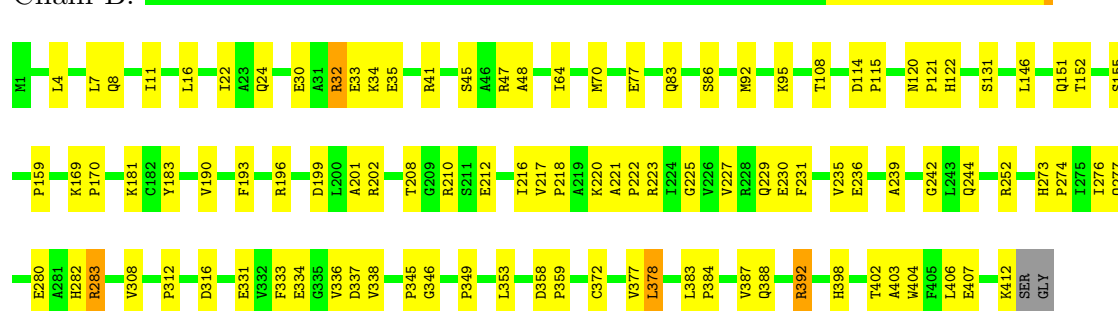 Chain B:
M1 L4 L7 Q8 I11 L16 I22 A23 Q24 E30 A31 R32 E33 K34 E35 R41 S45 A46 R47 A48 I64 M70 E77 Q83 S86 M92 K95 T108 D114 P115 N120 P121 H122 S131 L146 Q151 T152 S155
P159 K169 P170 K181 C182 Y183 V190 F193 R196 D199 L200 A201 R202 T208 G209 R210 S211 E212 I216 V217 P218 A219 K220 A221 P222 R223 I224 G225 V226 V227 R228 Q229 E230 F231 V235 E236 A239 G242 L243 Q244 R252 H273 P274 I275 I276
E280 A281 H282 R283 V308 P312 D316 E331 V332 F333 E334 G335 V336 D337 V338 P345 G346 P349 L353 D358 P359 C372 V377 L378 L383 P384 V387 Q388 R392 H398 T402 A403 W404 F405 L406 E407 K412 SER GLY